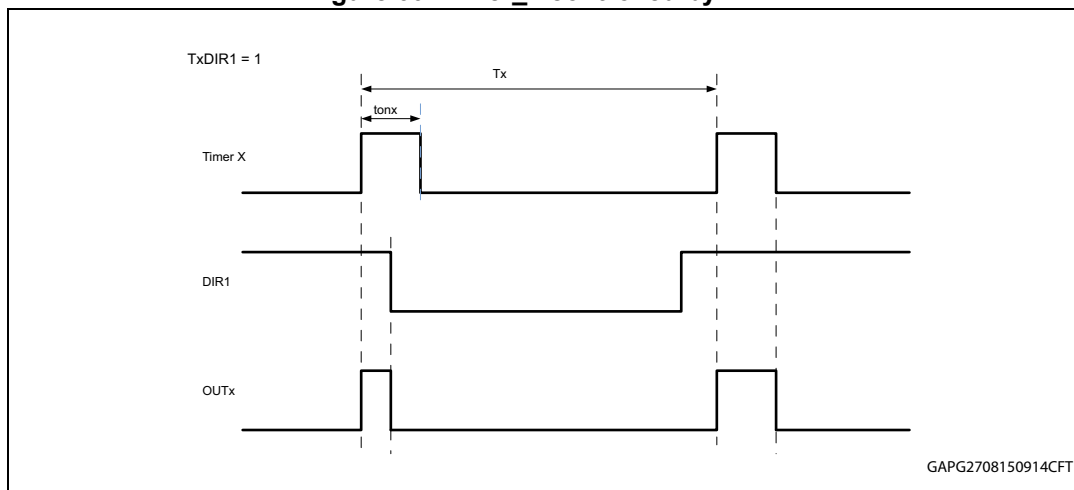 TxDIR1 = 1
Tx
tonx
Timer X
DIR1
OUTx
GAPG2708150914CFT